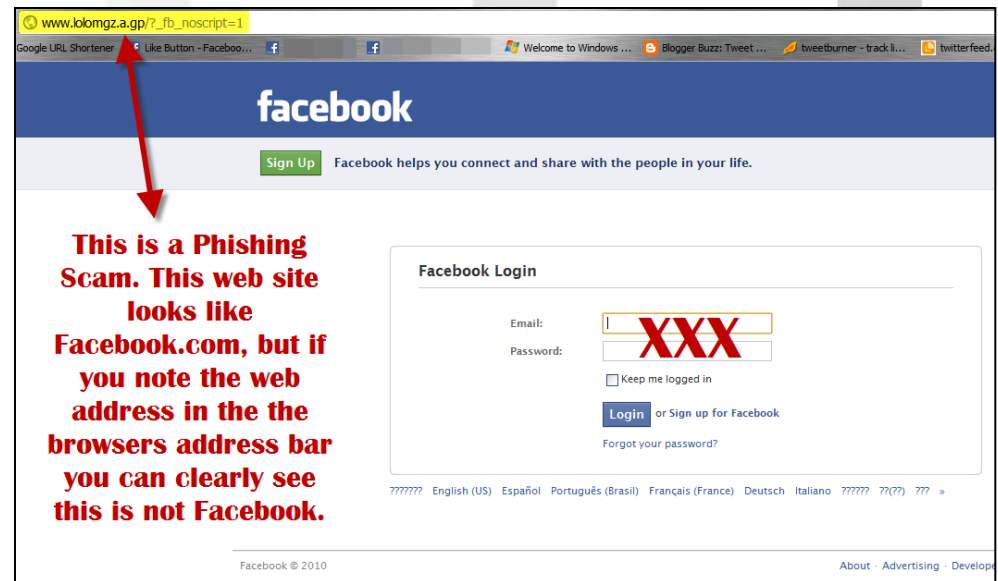 www.lolomgz.a.gp/?_fb_noscript=1
Google URL Shortener Like Button - Faceboo... Welcome to Windows ... Blogger Buzz: Tweet ... tweetburner - track li... twitterfeed.
facebook
Sign Up Facebook helps you connect and share with the people in your life.
This is a Phishing
Scam. This web site
looks like
Facebook.com, but if
you note the web
address in the the
browsers address bar
you can clearly see
this is not Facebook.
Facebook Login
Email:
XXX
Password:
Keep me logged in
Login or Sign up for Facebook
Forgot your password?
??????? English (US) Español Português (Brasil) Français (France) Deutsch Italiano ?????? ??(??) ??? »
Facebook © 2010 About · Advertising · Develope